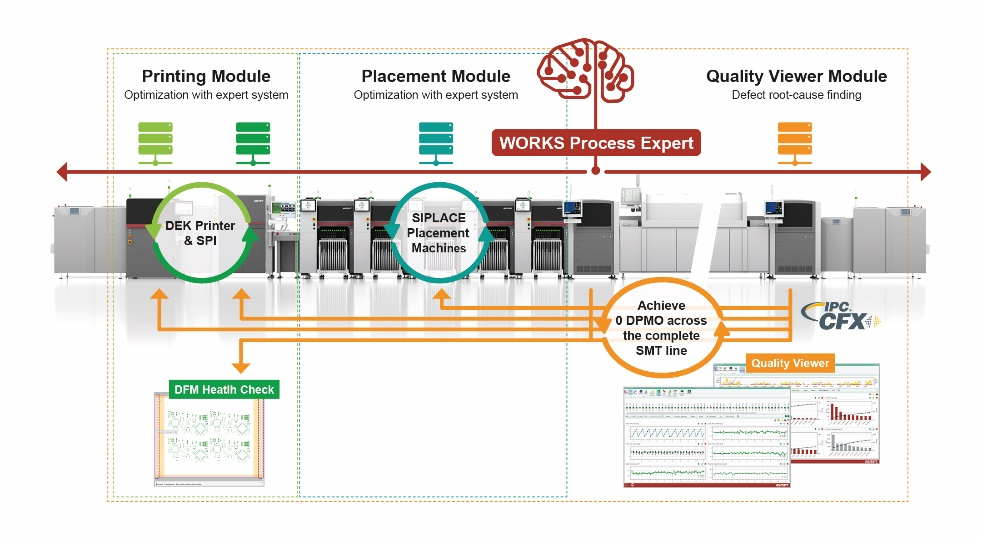 Printing Module
Optimization with expert system
Placement Module
Optimization with expert system
Quality Viewer Module
Defect root-cause finding
WORKS Process Expert
DEK Printer
& SPI
SIPLACE
Placement
Machines
Achieve
0 DPMO across
the complete
SMT line
IPC
CFX
Quality Viewer
DFM Heatlh Check